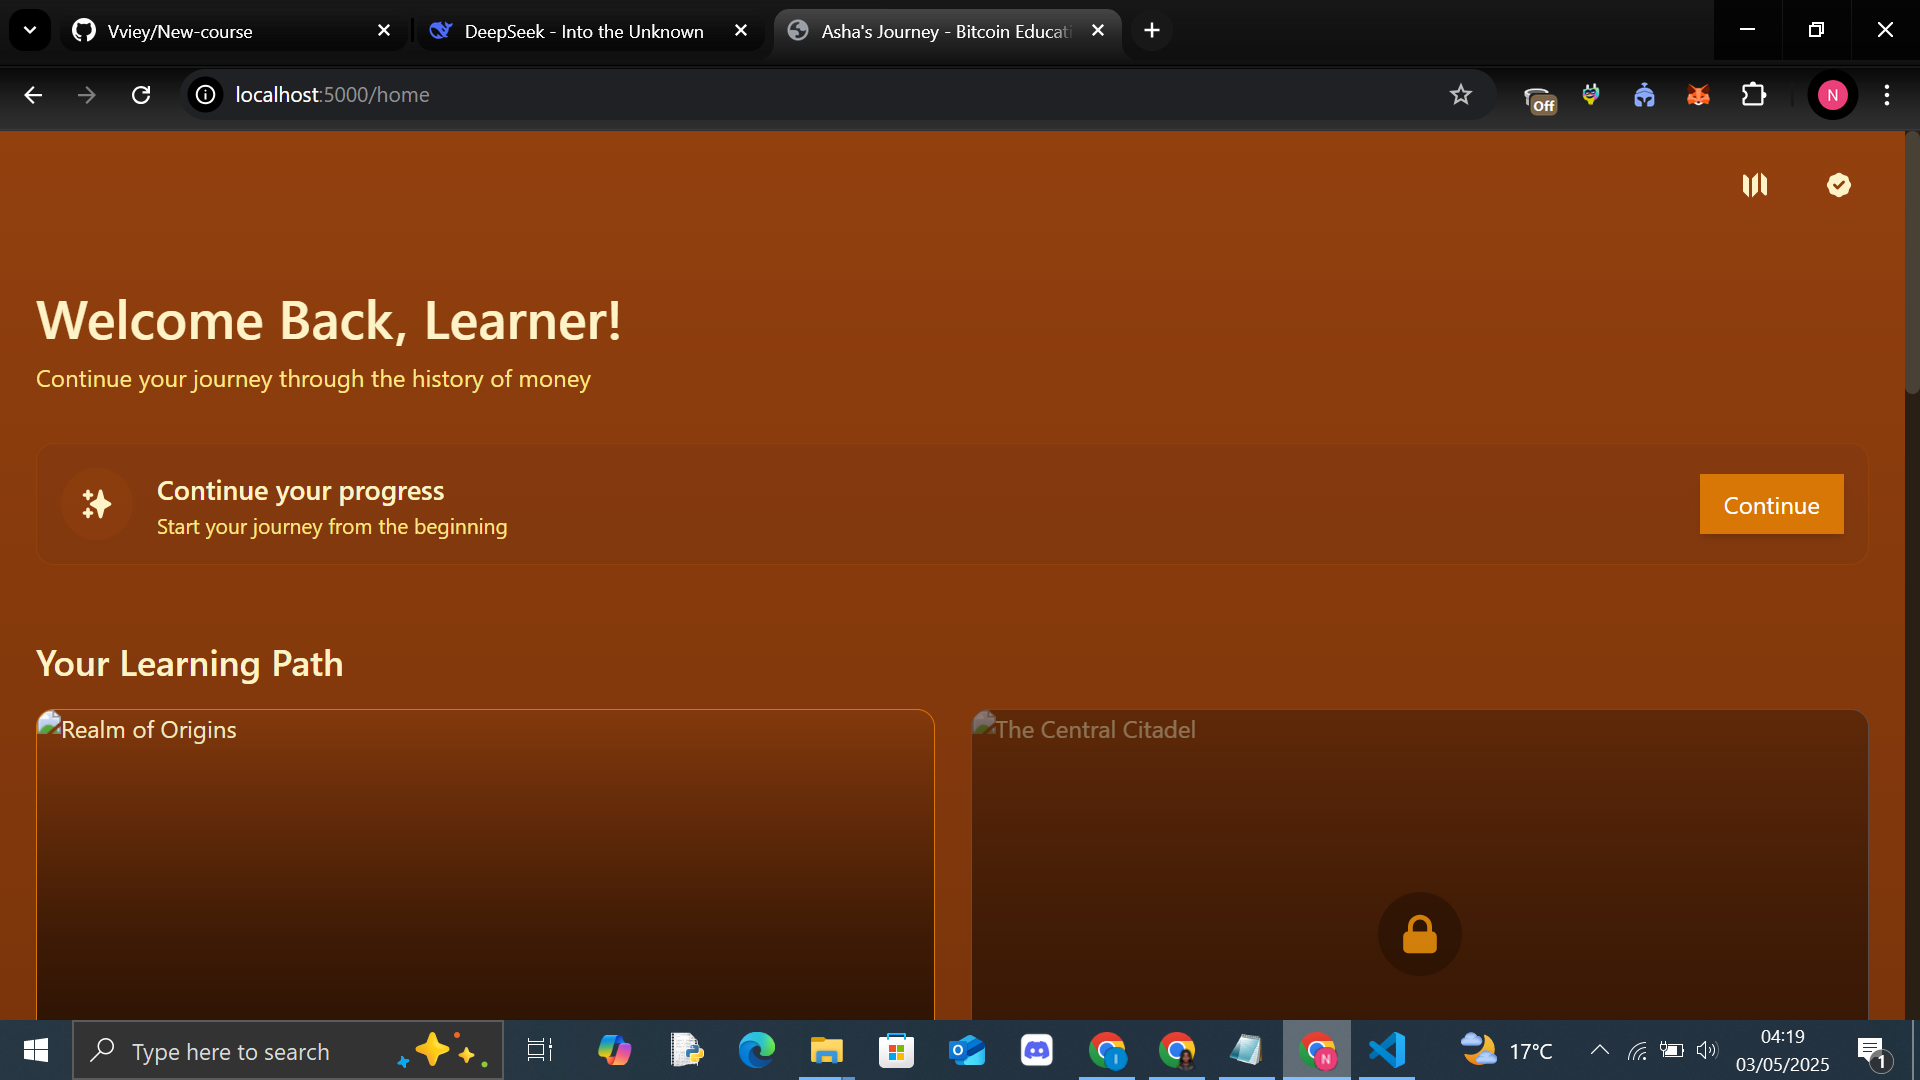 Vviey/New-course
DeepSeek - Into the Unknown
Asha's Journey - Bitcoin Educati
localhost:5000/home
Off
N
Welcome Back, Learner!
Continue your journey through the history of money
Continue your progress
Start your journey from the beginning
Continue
Your Learning Path
Realm of Origins
The Central Citadel
Type here to search
I
N
17°C
04:19
03/05/2025
1